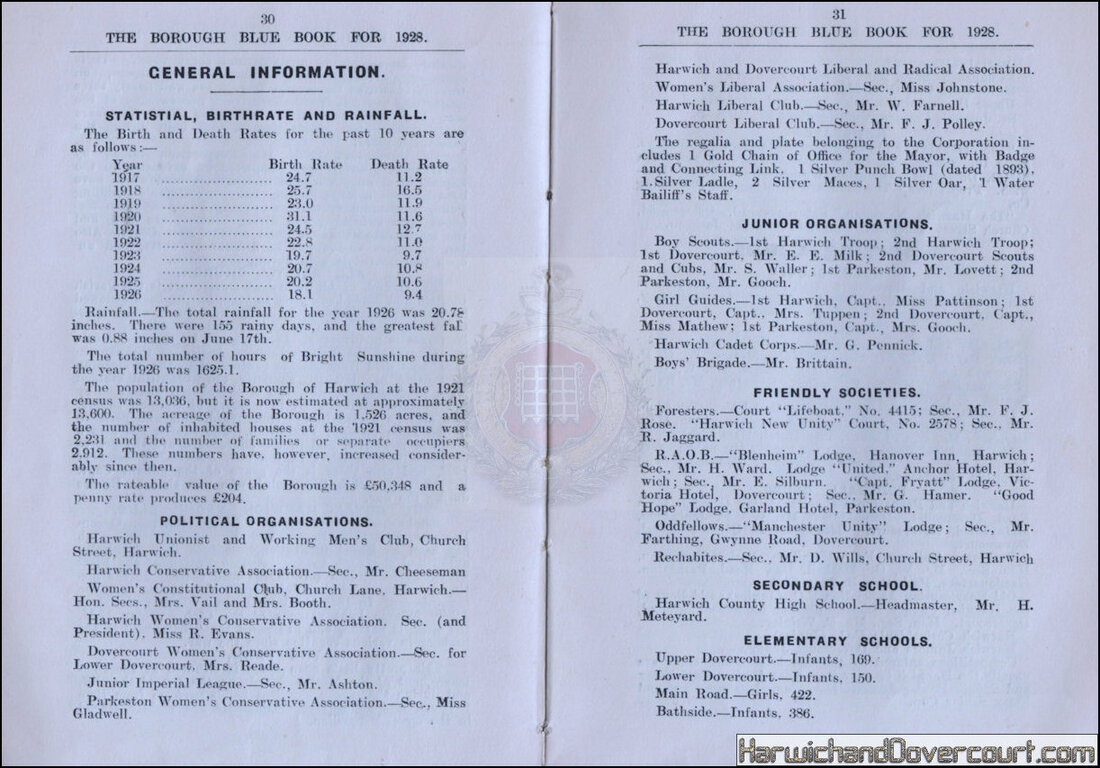 30
THE BOROUGH BLUE BOOK FOR 1928.
GENERAL INFORMATION.
STATISTIAL, BIRTHRATE AND RAINFALL.
The Birth and Death Rates for the past 10 years are
as follows :—
Year Birth Rate Death Rate
1917 ........................ 24.7 11.2
1918 ........................ 25.7 16.5
1919 ........................ 23.0 11.9
1920 ........................ 31.1 11.6
1921 ........................ 24.5 12.7
1922 ........................ 22.8 11.0
1923 ........................ 19.7 9.7
1924 ........................ 20.7 10.8
1925 ........................ 20.2 10.6
1926 ........................ 18.1 9.4
Rainfall.—The total rainfall for the year 1926 was 20.78
inches. There were 155 rainy days, and the greatest fal
was 0.88 inches on June 17th.
The total number of hours of Bright Sunshine during
the year 1926 was 1625.1.
The population of the Borough of Harwich at the 1921
census was 13,036, but it is now estimated at approximately
13,600. The acreage of the Borough is 1,526 acres, and
the number of inhabited houses at the 1921 census was
2,231 and the number of families or separate occupiers
2,912. These numbers have, however, increased consider-
ably since then.
The rateable value of the Borough is £50,348 and a
penny rate produces £204.
POLITICAL ORGANISATIONS.
Harwich Unionist and Working Men's Club, Church
Street, Harwich.
Harwich Conservative Association.—Sec., Mr. Cheeseman
Women's Constitutional Club, Church Lane, Harwich.—
Hon. Secs., Mrs. Vail and Mrs. Booth.
Harwich Women's Conservative Association. Sec. (and
President), Miss R. Evans.
Dovercourt Women's Conservative Association.—Sec. for
Lower Dovercourt, Mrs. Reade.
Junior Imperial League.—Sec., Mr. Ashton.
Parkeston Women's Conservative Association.—Sec., Miss
Gladwell.
31
THE BOROUGH BLUE BOOK FOR 1928.
Harwich and Dovercourt Liberal and Radical Association.
Women's Liberal Association.—Sec., Miss Johnstone.
Harwich Liberal Club.—Sec., Mr. W. Farnell.
Dovercourt Liberal Club.—Sec., Mr. F. J. Polley.
The regalia and plate belonging to the Corporation in-
cludes 1 Gold Chain of Office for the Mayor, with Badge
and Connecting Link, 1 Silver Punch Bowl (dated 1893),
1 Silver Ladle, 2 Silver Maces, 1 Silver Oar, 1 Water
Bailiff's Staff.
JUNIOR ORGANISATIONS.
Boy Scouts.—1st Harwich Troop; 2nd Harwich Troop;
1st Dovercourt, Mr. E. E. Milk; 2nd Dovercourt Scouts
and Cubs, Mr. S. Waller; 1st Parkeston, Mr. Lovett; 2nd
Parkeston, Mr. Gooch.
Girl Guides.—1st Harwich, Capt., Miss Pattinson; 1st
Dovercourt, Capt., Mrs. Tuppen; 2nd Dovercourt, Capt.,
Miss Mathew; 1st Parkeston, Capt., Mrs. Gooch.
Harwich Cadet Corps.—Mr. G. Pennick.
Boys' Brigade.—Mr. Brittain.
FRIENDLY SOCIETIES.
Foresters.—Court "Lifeboat," No. 4415; Sec., Mr. F. J.
Rose. "Harwich New Unity" Court, No. 2578; Sec., Mr.
R. Jaggard.
R.A.O.B.—"Blenheim" Lodge, Hanover Inn, Harwich;
Sec., Mr. H. Ward. Lodge "United," Anchor Hotel, Har-
wich; Sec., Mr. E. Silburn. "Capt. Fryatt" Lodge, Vic-
toria Hotel, Dovercourt; Sec., Mr. G. Hamer. "Good
Hope" Lodge, Garland Hotel, Parkeston.
Oddfellows.—"Manchester Unity" Lodge; Sec., Mr.
Farthing, Gwynne Road, Dovercourt.
Rechabites.—Sec., Mr. D. Wills, Church Street, Harwich
SECONDARY SCHOOL.
Harwich County High School.—Headmaster, Mr. H.
Meteyard.
ELEMENTARY SCHOOLS.
Upper Dovercourt.—Infants, 169.
Lower Dovercourt.—Infants, 150.
Main Road.—Girls, 422.
Bathside.—Infants, 386.
HarwichandDovercourt.com